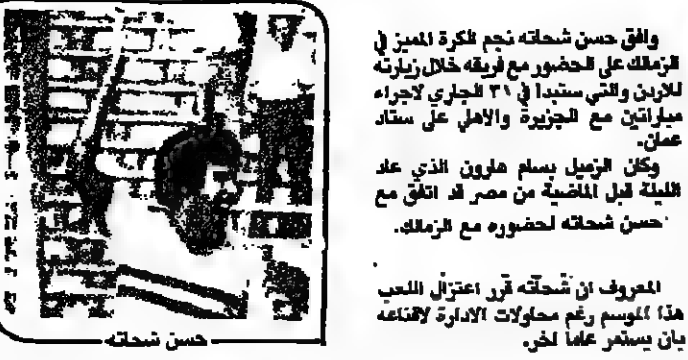 وافق حسن شحاته نجم الكرة المميز في
الزمالك على الحضور مع فريقه خلال زيارته
للاردن والتي ستبدأ في ٣١ الجاري لاجراء
مباراتين مع الجزيرة والاهلي على ستاد
عمان.
وكان الزميل بسام هارون الذي عاد
الليلة قبل الماضية من مصر قد اتفق مع
حسن شحاته لحضوره مع الزمالك.
المعروف ان شحاته قرر اعتزال اللعب
هذا الموسم رغم محاولات الادارة لاقناعه
بان يستمر عاما اخر.
حسن شحاته